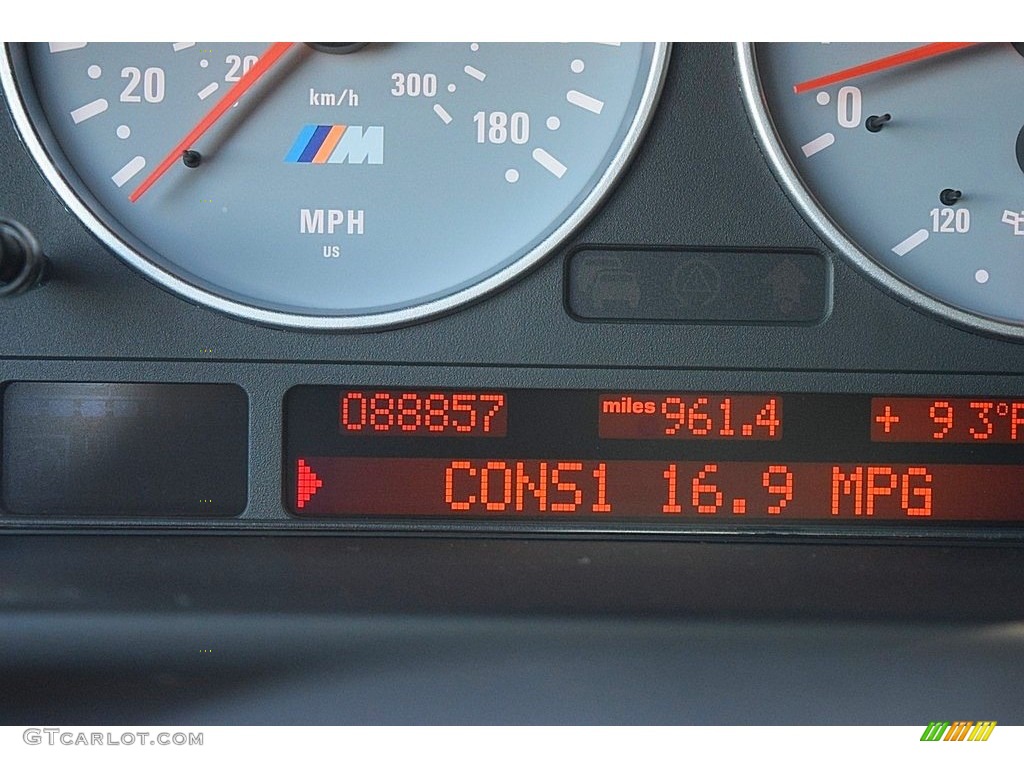 20 20 300 0
km/h
180
M
MPH 120
US
088857 miles 961.4 + 93°F
CONS1 16.9 MPG
GTCARLOT.COM